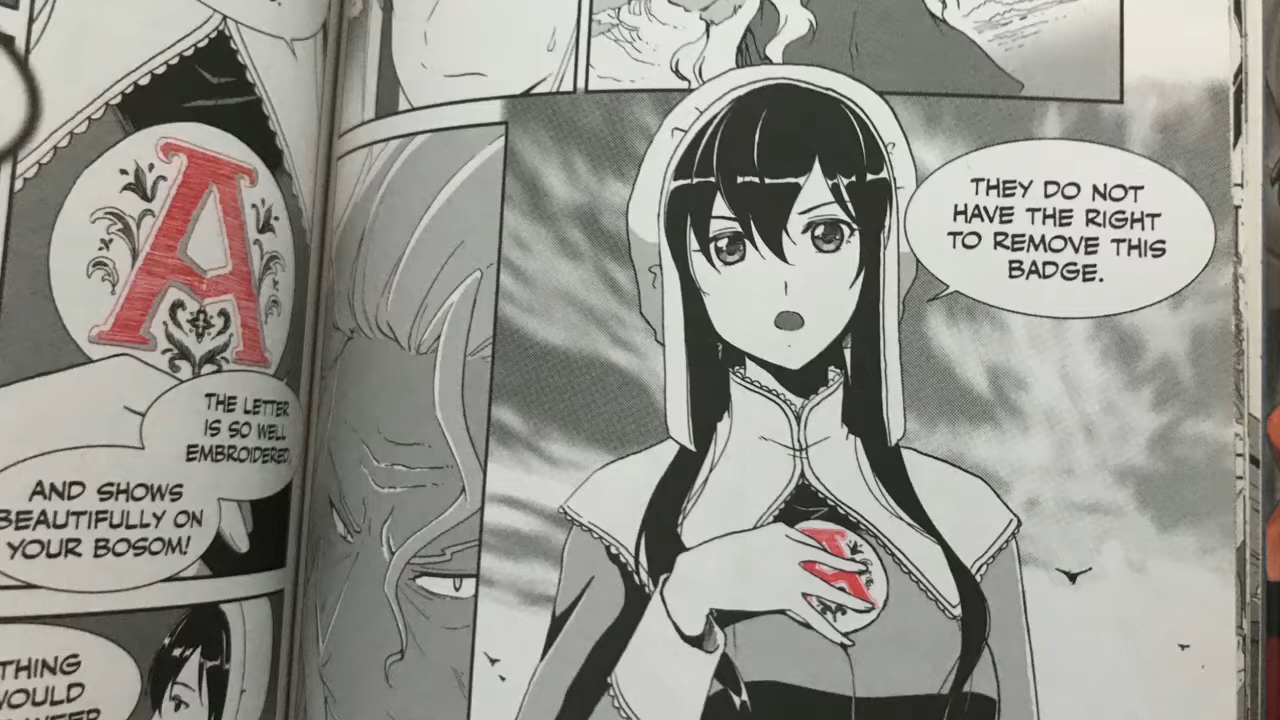 A
THE LETTER
IS SO WELL
EMBROIDERED,
AND SHOWS
BEAUTIFULLY ON
YOUR BOSOM!
THING
WOULD
THEY DO NOT
HAVE THE RIGHT
TO REMOVE THIS
BADGE.
A